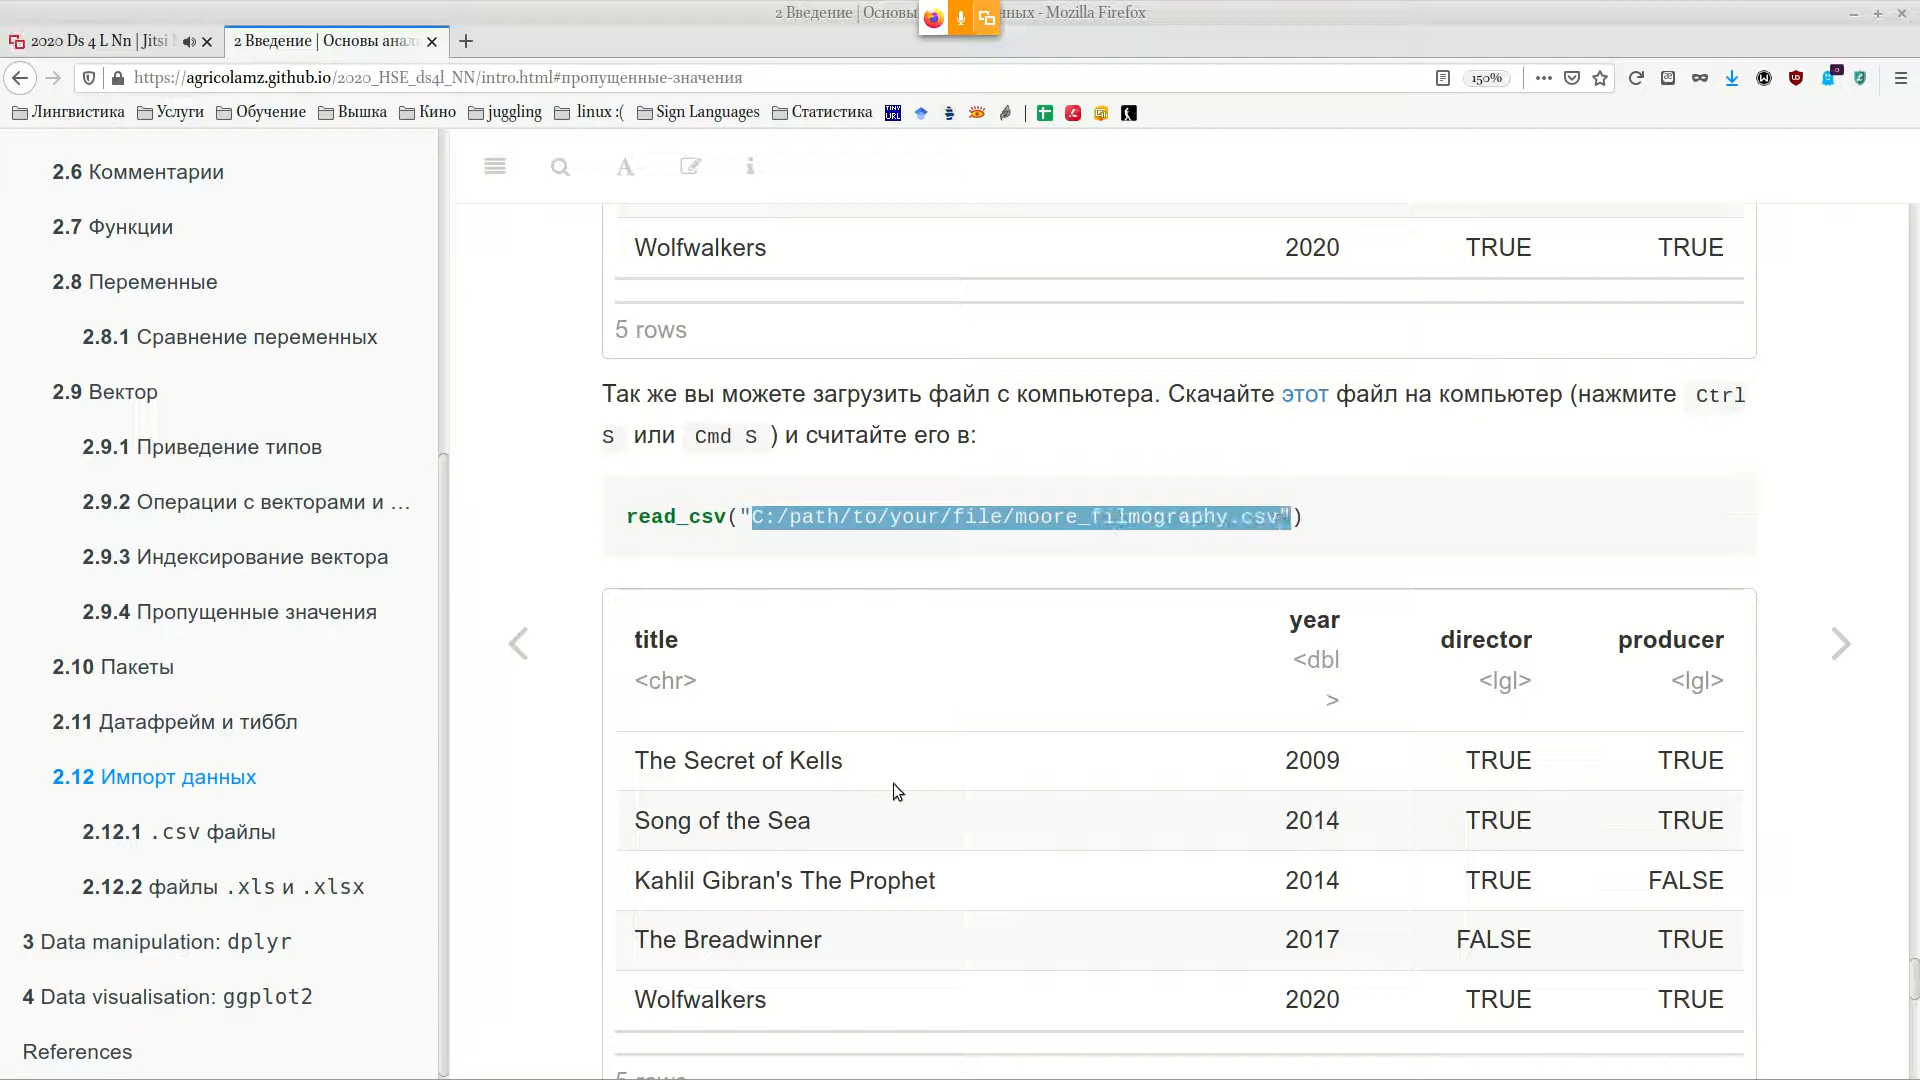 2 Введение | Основы
нных - Mozilla Firefox
2020 Ds 4 L Nn | Jitsi
2 Введение | Основы анал
https://agricolamz.github.io/2020_HSE_ds4l_NN/intro.html#пропущенные-значения
150%
Лингвистика
Услуги
Обучение
Вышка
Кино
juggling
linux :(
Sign Languages
Статистика
TINY
URL
2.6 Комментарии
2.7 Функции
2.8 Переменные
2.8.1 Сравнение переменных
2.9 Вектор
2.9.1 Приведение типов
2.9.2 Операции с векторами и …
2.9.3 Индексирование вектора
2.9.4 Пропущенные значения
2.10 Пакеты
2.11 Датафрейм и тиббл
2.12 Импорт данных
2.12.1 .csv файлы
2.12.2 файлы .xls и .xlsx
3 Data manipulation: dplyr
4 Data visualisation: ggplot2
References
Wolfwalkers 2020 TRUE TRUE
5 rows
Так же вы можете загрузить файл с компьютера. Скачайте этот файл на компьютер (нажмите Ctrl
S или Cmd S ) и считайте его в:
read_csv("C:/path/to/your/file/moore_filmography.csv")
title year director producer
<chr> <dbl <lgl> <lgl>
>
The Secret of Kells 2009 TRUE TRUE
Song of the Sea 2014 TRUE TRUE
Kahlil Gibran's The Prophet 2014 TRUE FALSE
The Breadwinner 2017 FALSE TRUE
Wolfwalkers 2020 TRUE TRUE
5 rows